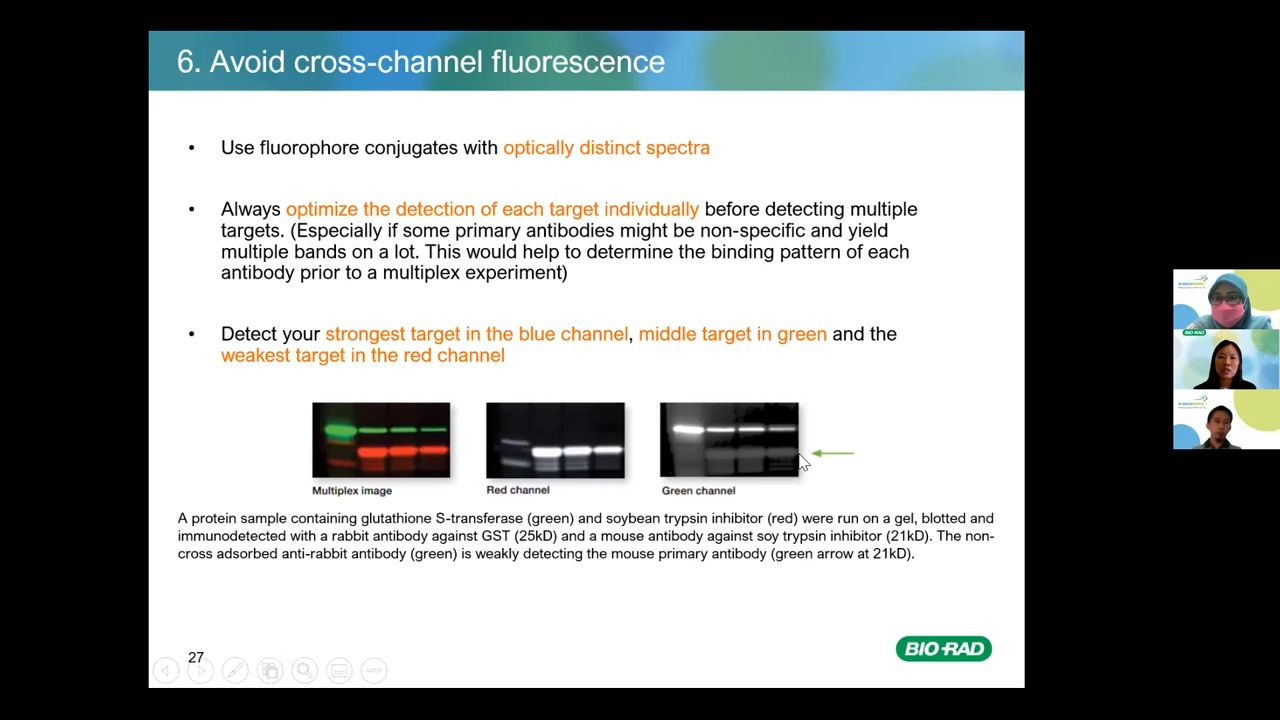 6. Avoid cross-channel fluorescence
• Use fluorophore conjugates with optically distinct spectra
• Always optimize the detection of each target individually before detecting multiple
targets. (Especially if some primary antibodies might be non-specific and yield
multiple bands on a lot. This would help to determine the binding pattern of each
antibody prior to a multiplex experiment)
• Detect your strongest target in the blue channel, middle target in green and the
weakest target in the red channel
Multiplex image
Red channel
Green channel
A protein sample containing glutathione S-transferase (green) and soybean trypsin inhibitor (red) were run on a gel, blotted and
immunodetected with a rabbit antibody against GST (25kD) and a mouse antibody against soy trypsin inhibitor (21kD). The non-
cross adsorbed anti-rabbit antibody (green) is weakly detecting the mouse primary antibody (green arrow at 21kD).
27
BIO-RAD
BIO-RAD